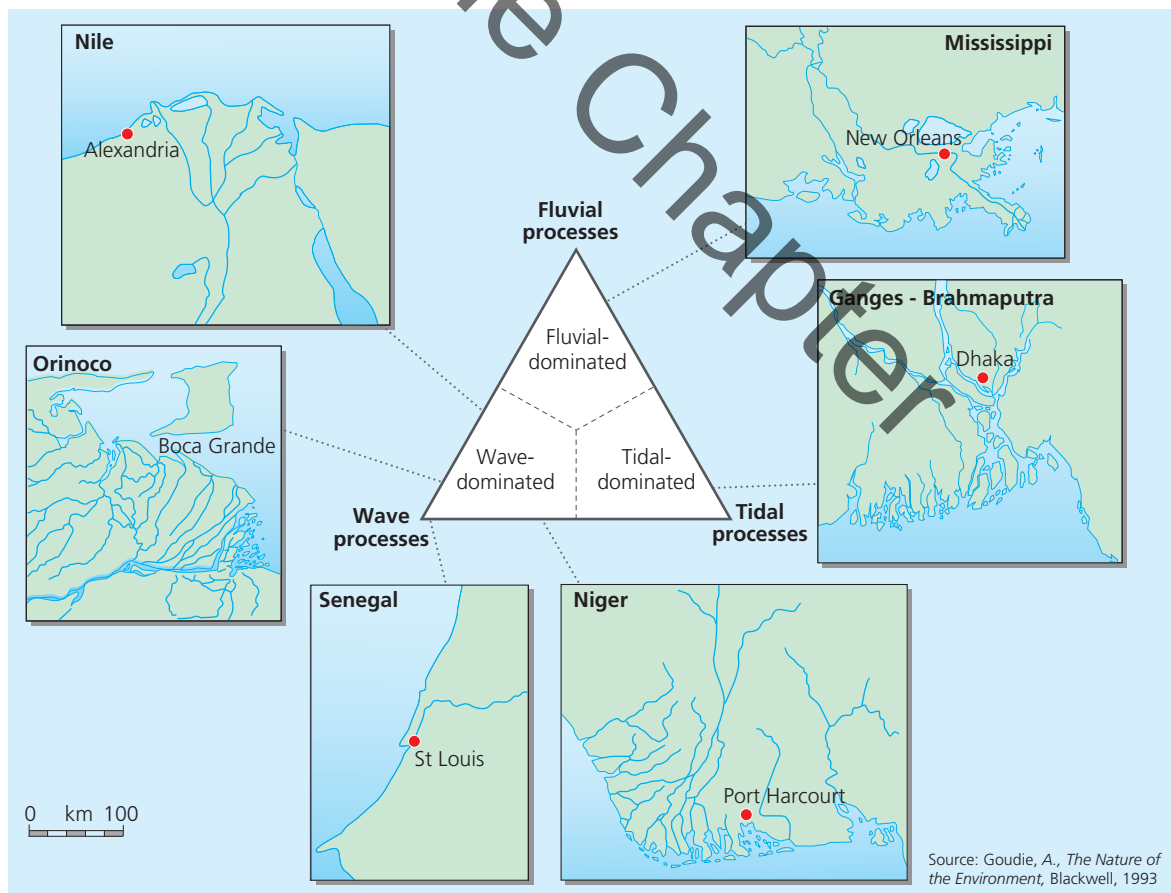 Nile
Alexandria
Mississippi
New Orleans
Fluvial
processes
Ganges - Brahmaputra
Dhaka
Orinoco
Boca Grande
Fluvial-
dominated
Wave-
dominated
Tidal-
dominated
Wave
processes
Tidal
processes
Senegal
St Louis
Niger
Port Harcourt
0 km 100
Source: Goudie, A., The Nature of
the Environment, Blackwell, 1993
e Chapter